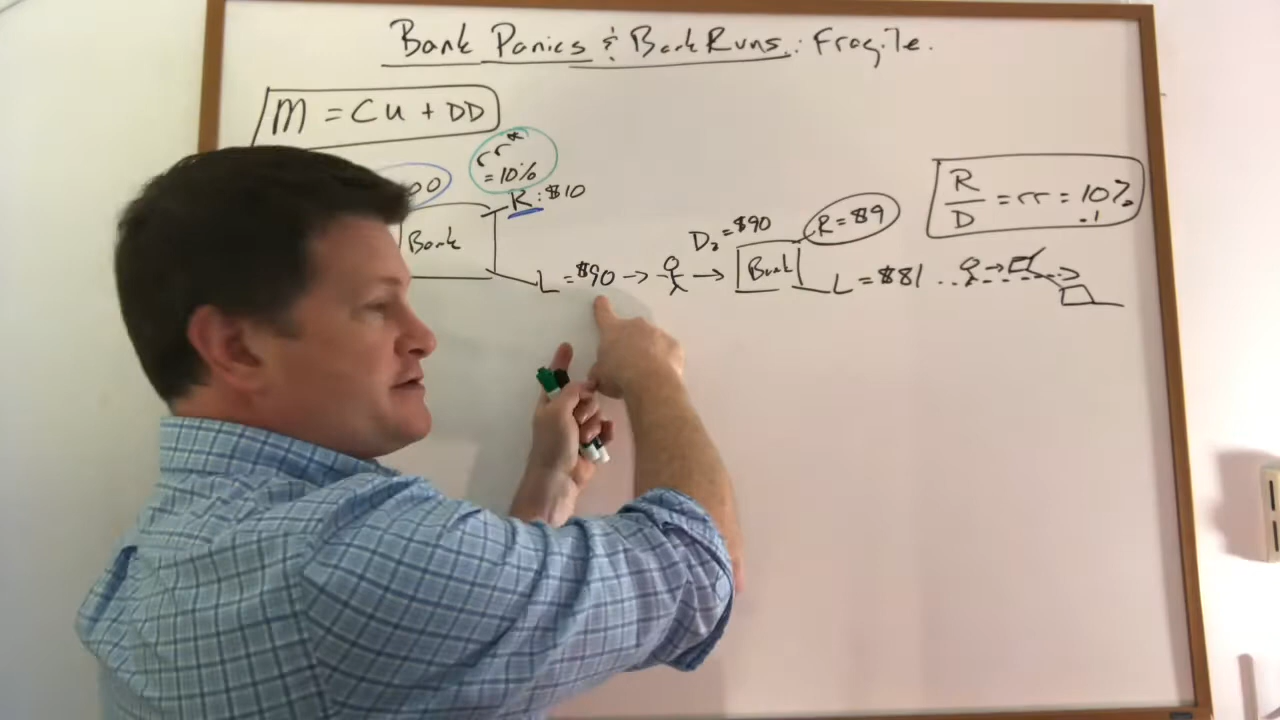 Bank Panics & Bank Runs: Fragile.
M = CU + DD
rr* = 10%
00
R: $10
Bank
L = $90 →
→
D₂ = $90
Bank
R = $9
L = $81 ..
R/D = rr = 10%
.1